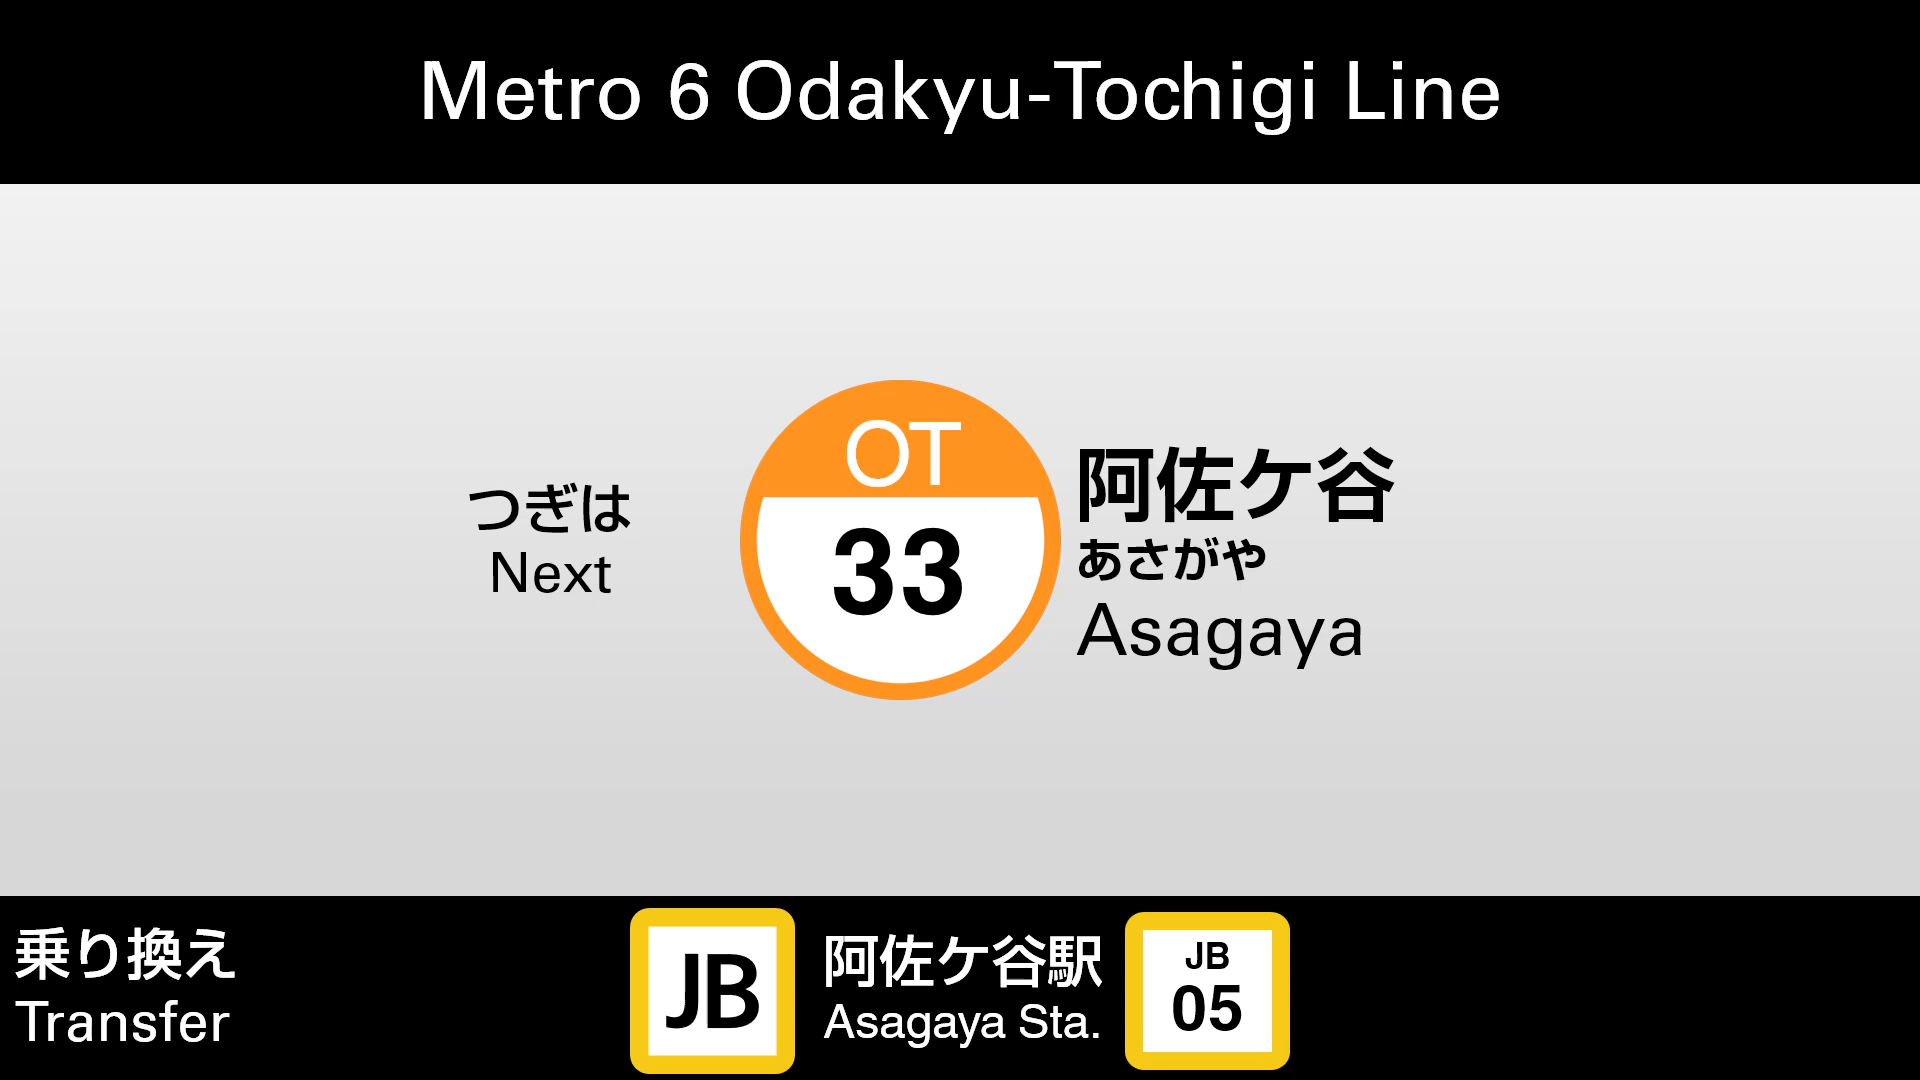 Metro 6 Odakyu-Tochigi Line
つぎは
Next
OT
33
阿佐ケ谷
あさがや
Asagaya
乗り換え
Transfer
JB
阿佐ケ谷駅
Asagaya Sta.
JB
05